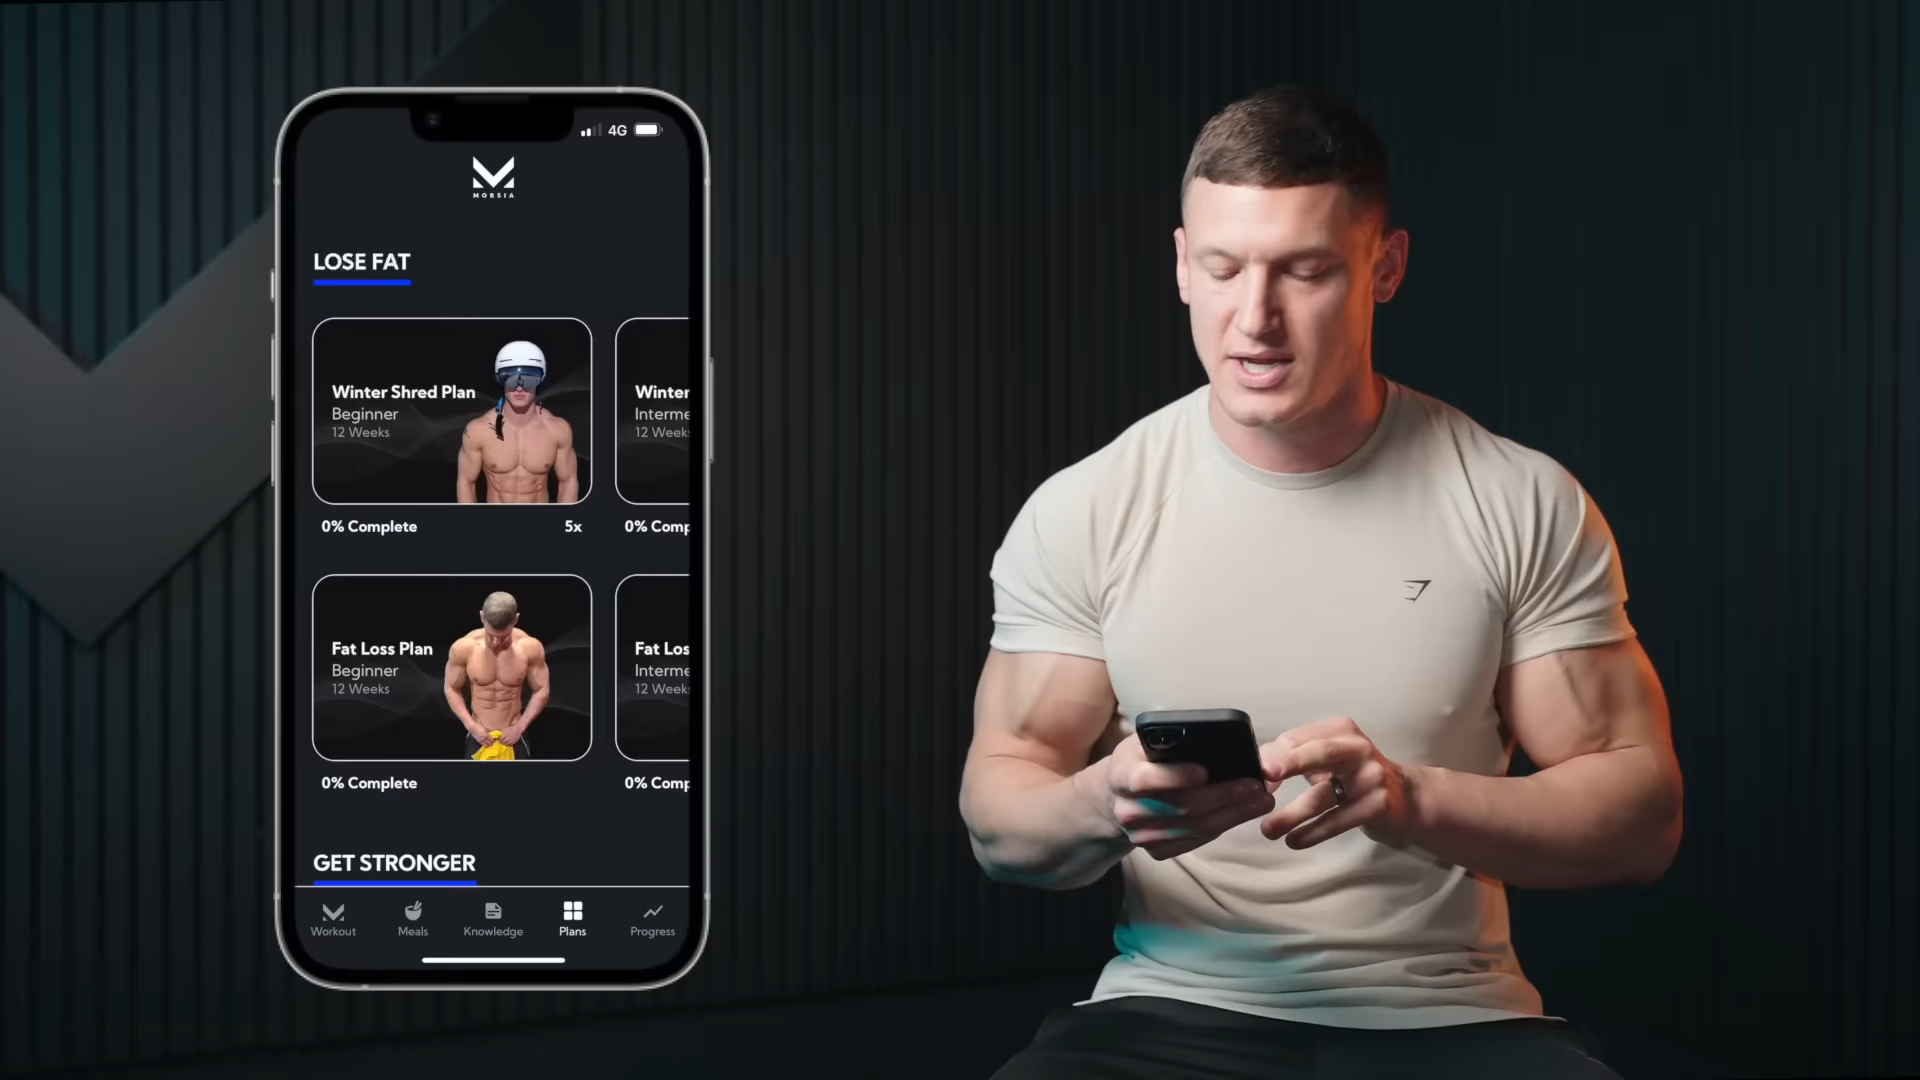 4G
MORSIA
LOSE FAT
Winter Shred Plan
Beginner
12 Weeks
Winter
Interme
12 Weeks
0% Complete
5x
0% Comp
Fat Loss Plan
Beginner
12 Weeks
Fat Los
Interme
12 Weeks
0% Complete
0% Comp
GET STRONGER
Workout
Meals
Knowledge
Plans
Progress